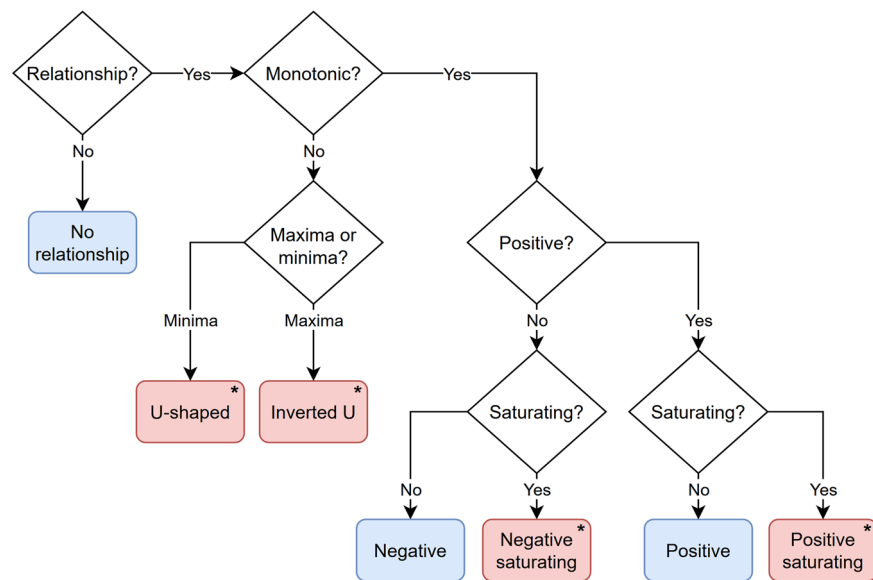 Relationship?
Yes
Monotonic?
Yes
No
No
No
relationship
Maxima or
minima?
Positive?
Minima
Maxima
No
Yes
*
U-shaped
*
Inverted U
Saturating?
Saturating?
No
Yes
No
Yes
Negative
*
Negative
saturating
Positive
*
Positive
saturating